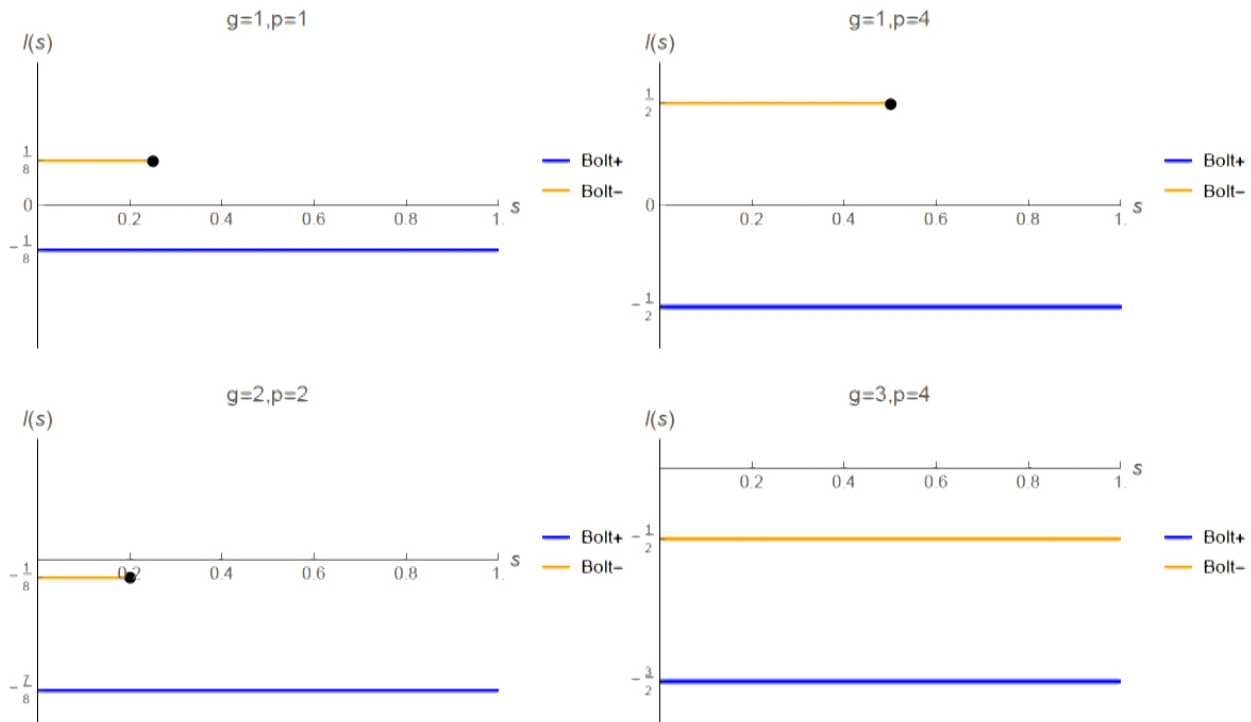 g=1,p=1
I(s)
1/8
0
-1/8
0.2 0.4 0.6 0.8 1. s
Bolt+
Bolt−
g=1,p=4
I(s)
1/2
0
-1/2
0.2 0.4 0.6 0.8 1. s
Bolt+
Bolt−
g=2,p=2
I(s)
-1/8
-7/8
0.2 0.4 0.6 0.8 1. s
Bolt+
Bolt−
g=3,p=4
I(s)
-1/2
-3/2
0.2 0.4 0.6 0.8 1. s
Bolt+
Bolt−